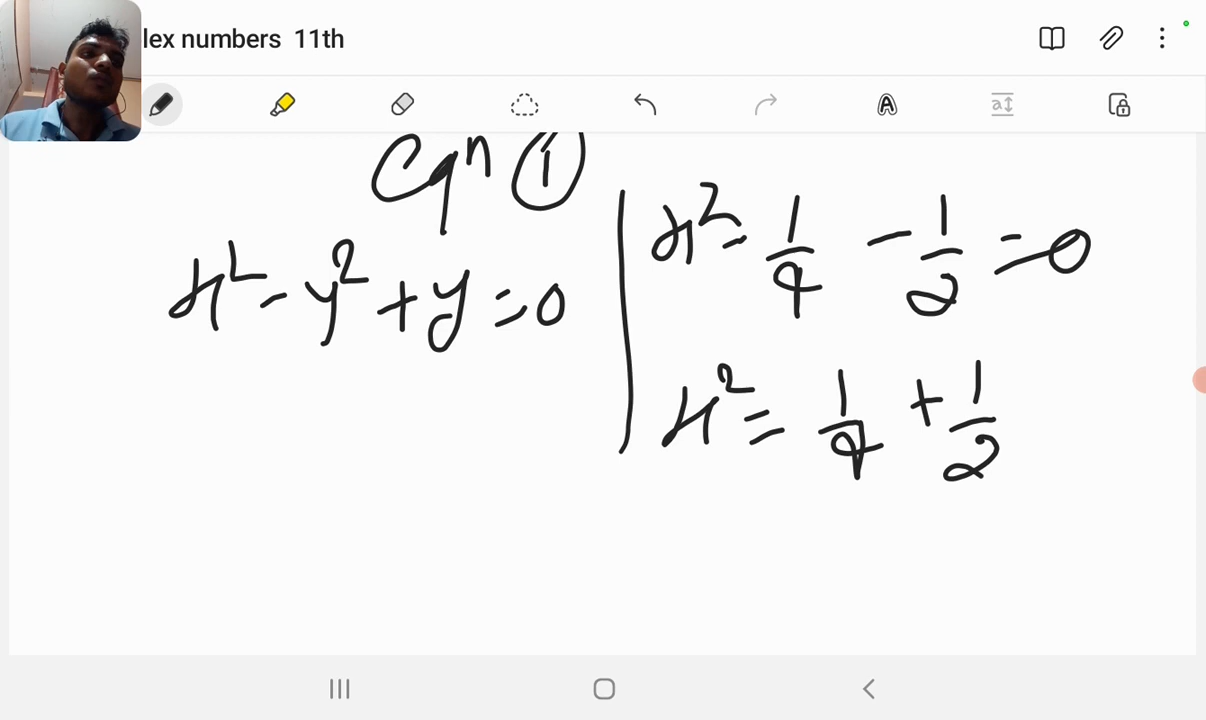 lex numbers 11th
Eqn ①
x² - y² + y = 0
x² = 1/4 - 1/2 = 0
x² = 1/4 + 1/2